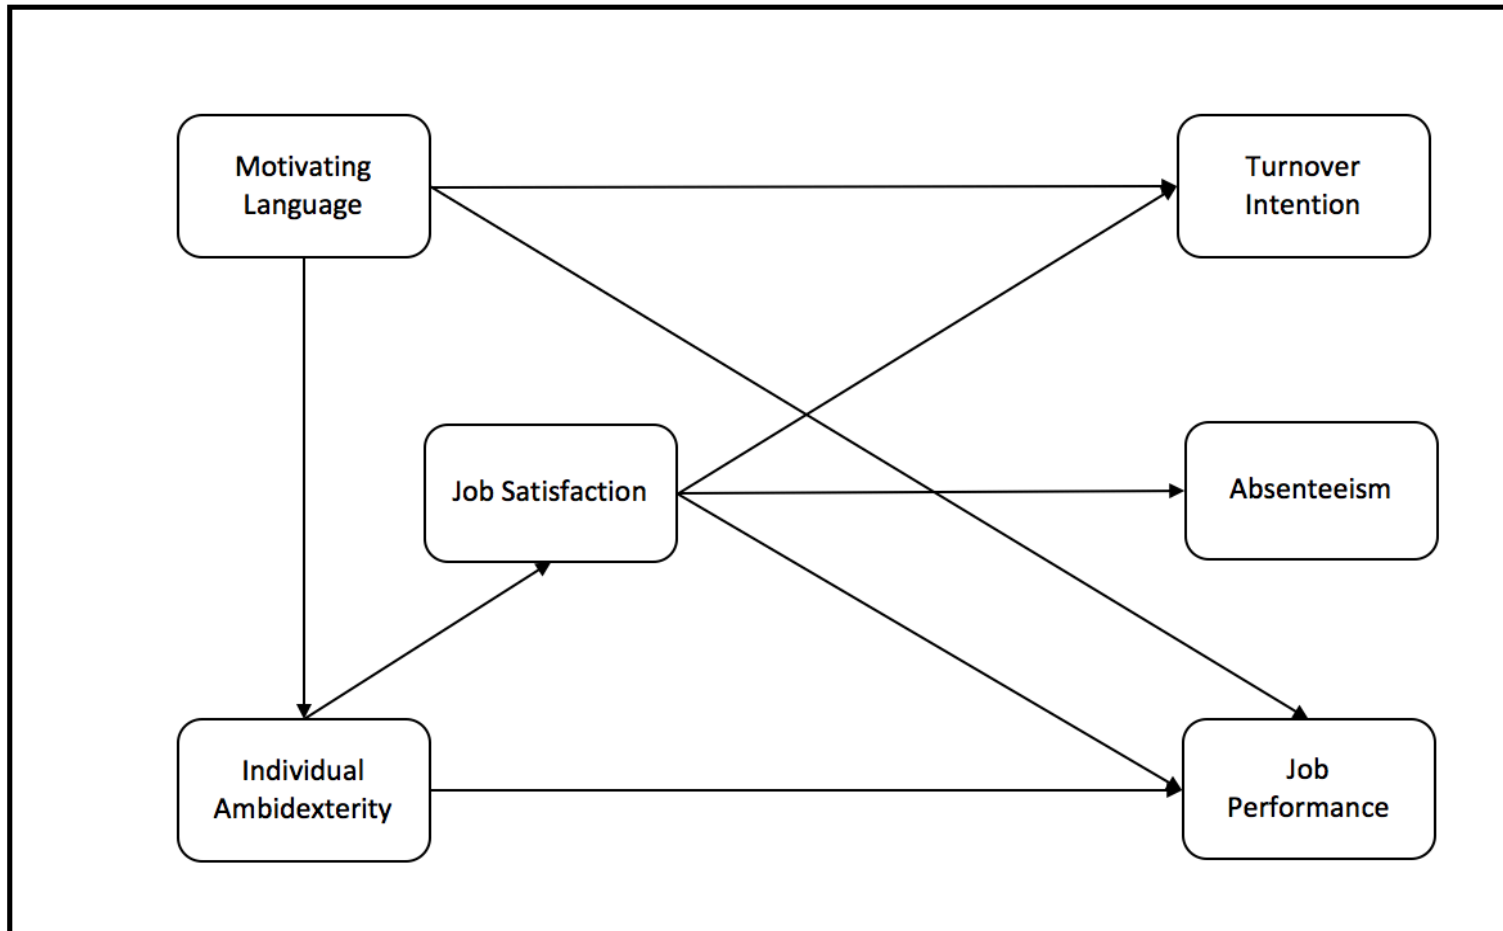 Motivating
Language
Turnover
Intention
Job Satisfaction
Absenteeism
Individual
Ambidexterity
Job
Performance